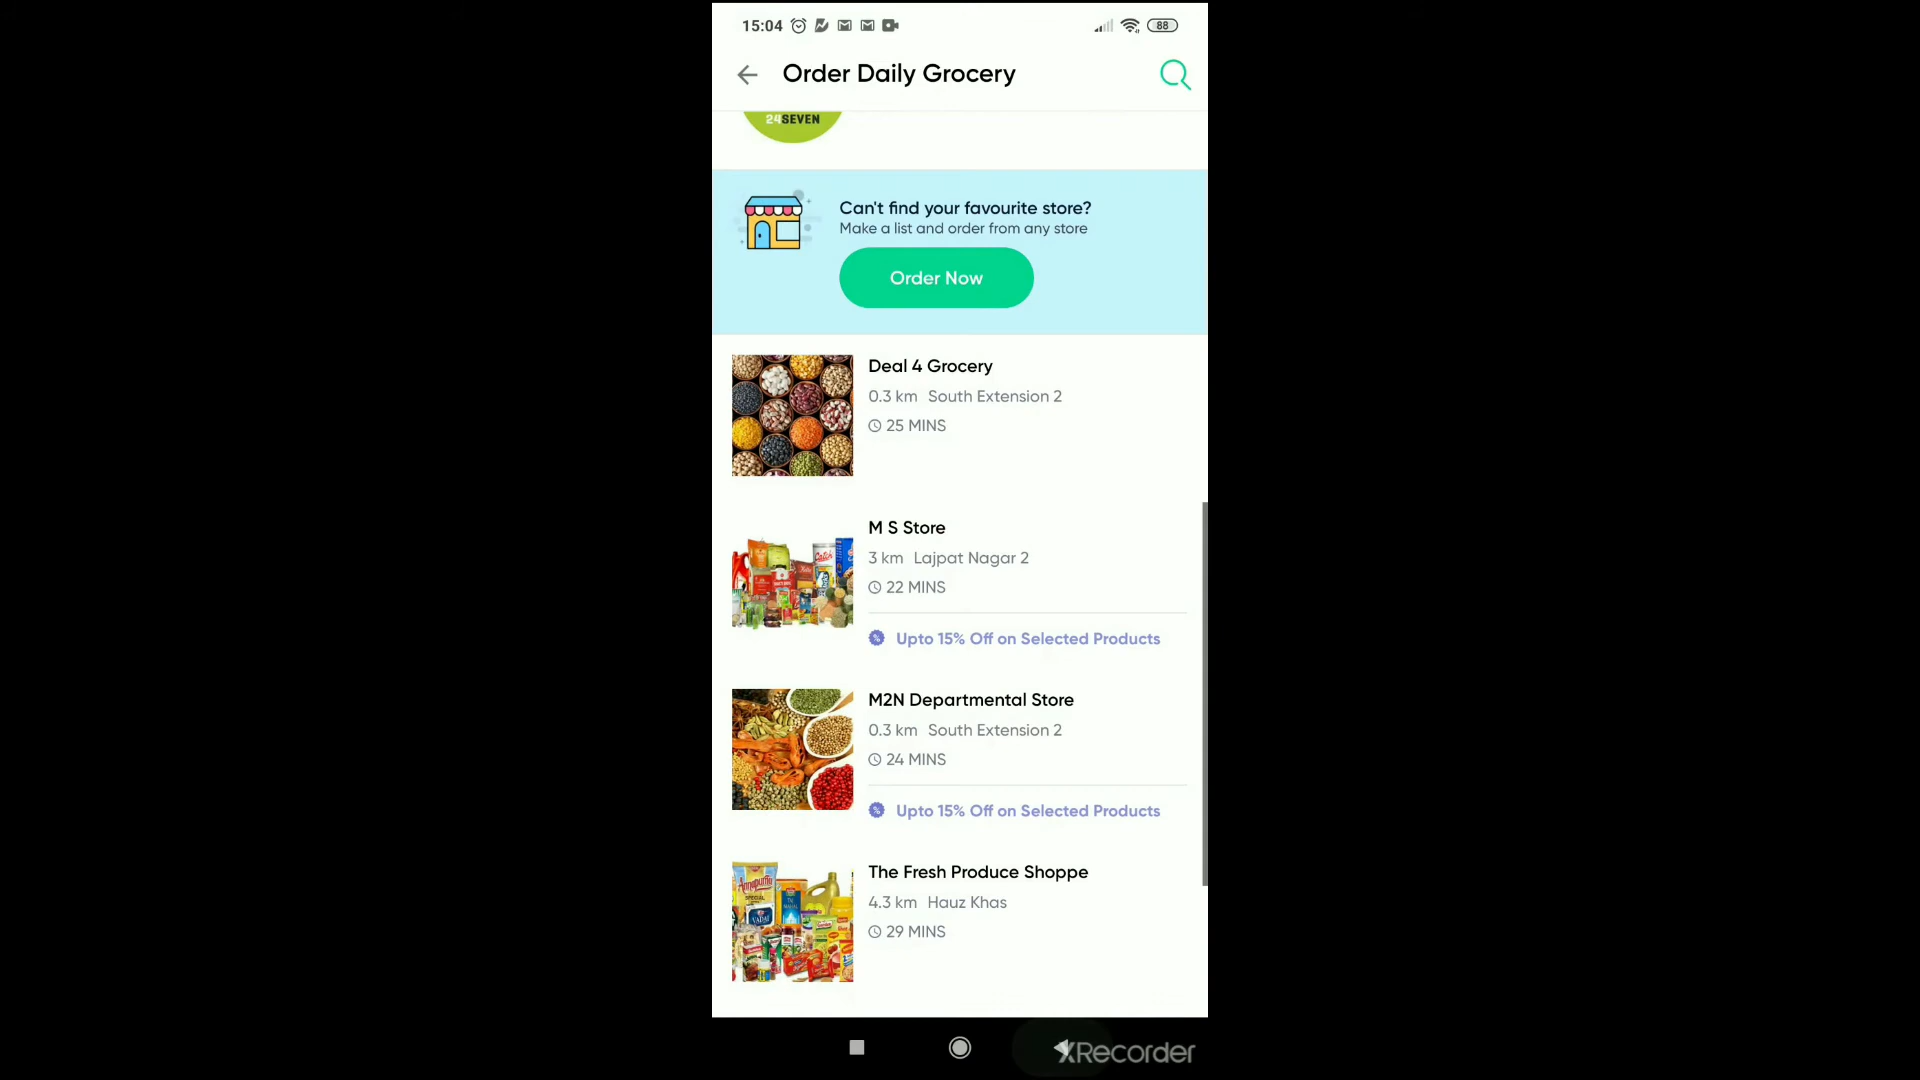 15:04
88
Order Daily Grocery
24SEVEN
Can't find your favourite store?
Make a list and order from any store
Order Now
Deal 4 Grocery
0.3 km South Extension 2
25 MINS
M S Store
3 km Lajpat Nagar 2
22 MINS
% Upto 15% Off on Selected Products
M2N Departmental Store
0.3 km South Extension 2
24 MINS
% Upto 15% Off on Selected Products
The Fresh Produce Shoppe
4.3 km Hauz Khas
29 MINS
XRecorder